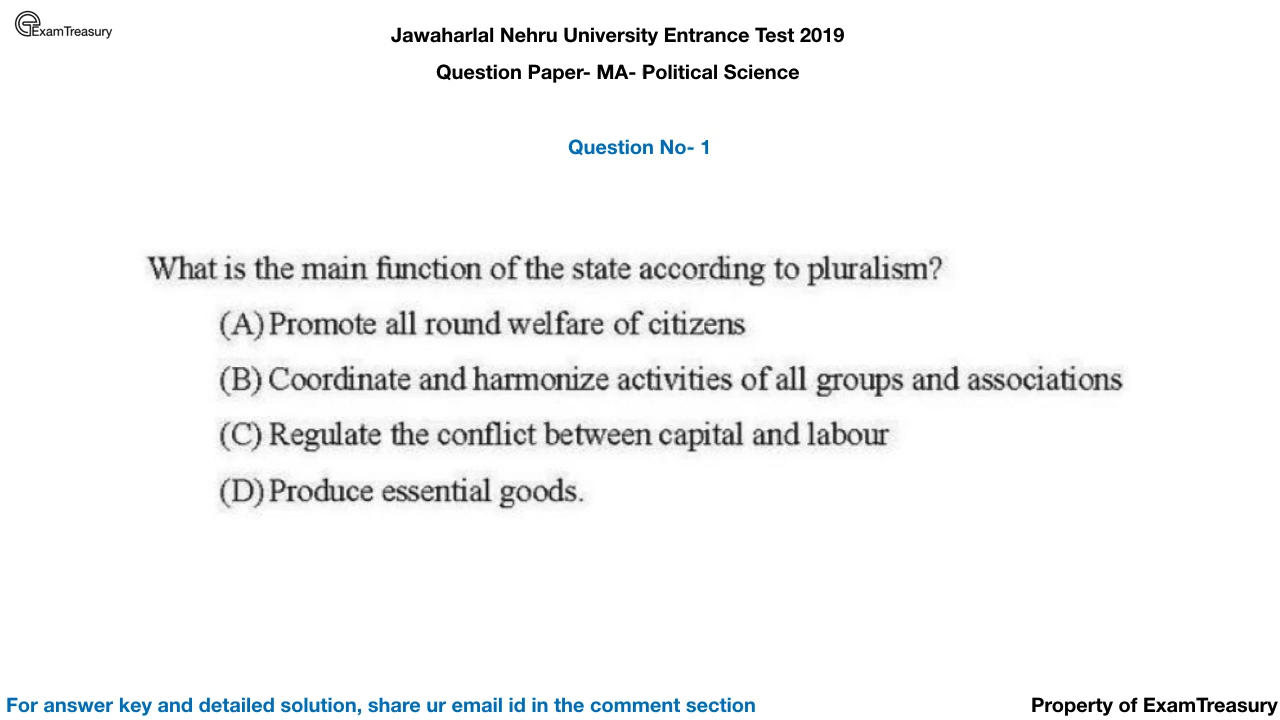 ExamTreasury
Jawaharlal Nehru University Entrance Test 2019
Question Paper- MA- Political Science
Question No- 1
What is the main function of the state according to pluralism?
(A) Promote all round welfare of citizens
(B) Coordinate and harmonize activities of all groups and associations
(C) Regulate the conflict between capital and labour
(D) Produce essential goods.
For answer key and detailed solution, share ur email id in the comment section
Property of ExamTreasury